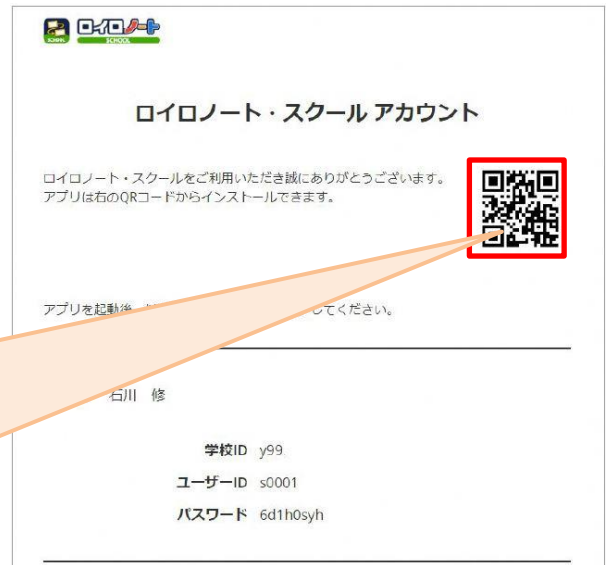 ロイロノート
SCHOOL
ロイロノート・スクール アカウント
ロイロノート・スクールをご利用いただき誠にありがとうございます。
アプリは右のQRコードからインストールできます。
アプリを起動後 してください。
石川 修
学校ID y99
ユーザーID s0001
パスワード 6d1h0syh